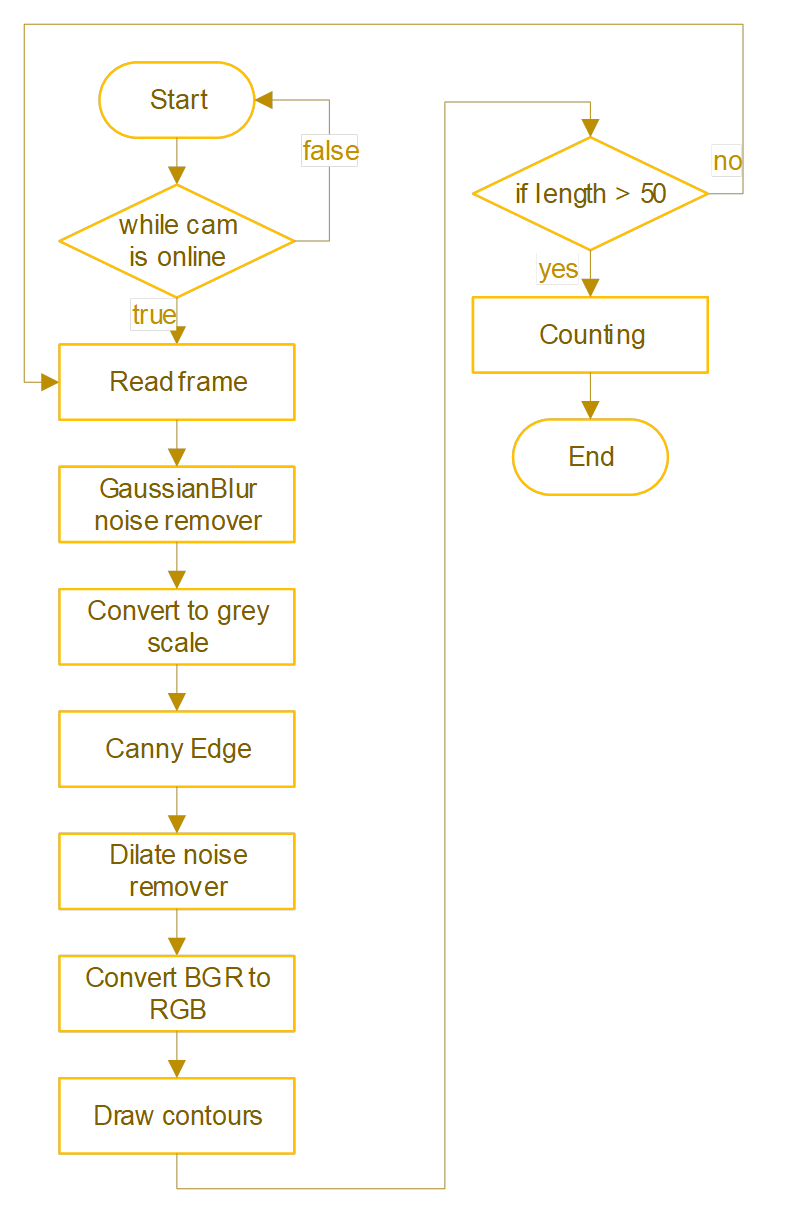 Start
false
while cam
is online
true
Read frame
GaussianBlur
noise remover
Convert to grey
scale
Canny Edge
Dilate noise
remover
Convert BGR to
RGB
Draw contours
if length > 50
no
yes
Counting
End